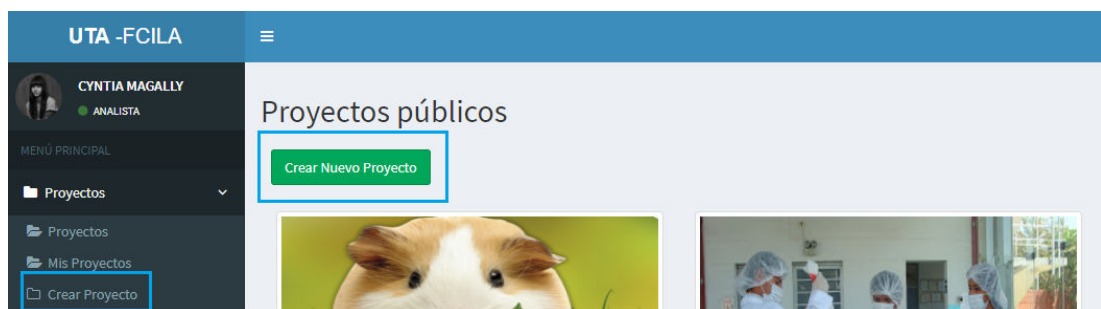 UTA -FCILA
CYNTIA MAGALLY
ANALISTA
MENÚ PRINCIPAL
Proyectos
Proyectos
Mis Proyectos
Crear Proyecto
Proyectos públicos
Crear Nuevo Proyecto